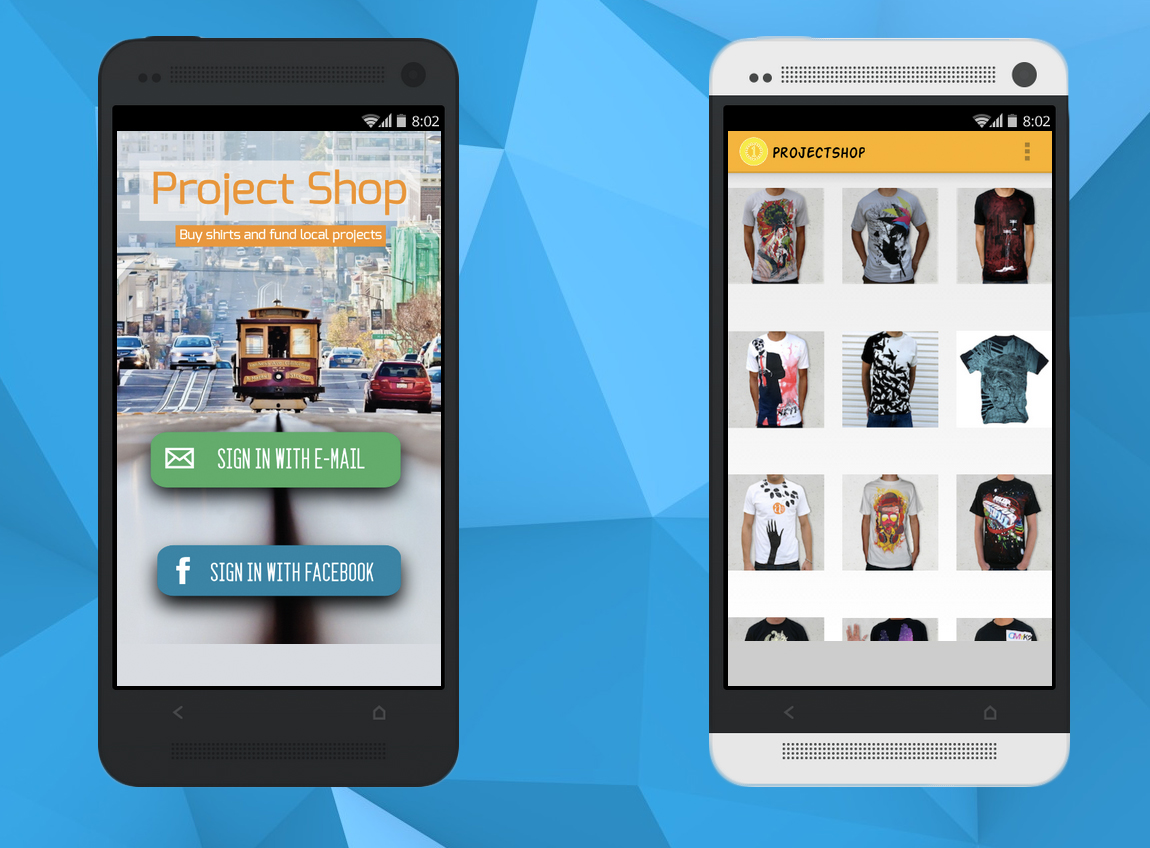 8:02
Project Shop
Buy shirts and fund local projects
SIGN IN WITH E-MAIL
SIGN IN WITH FACEBOOK
8:02
1
PROJECTSHOP